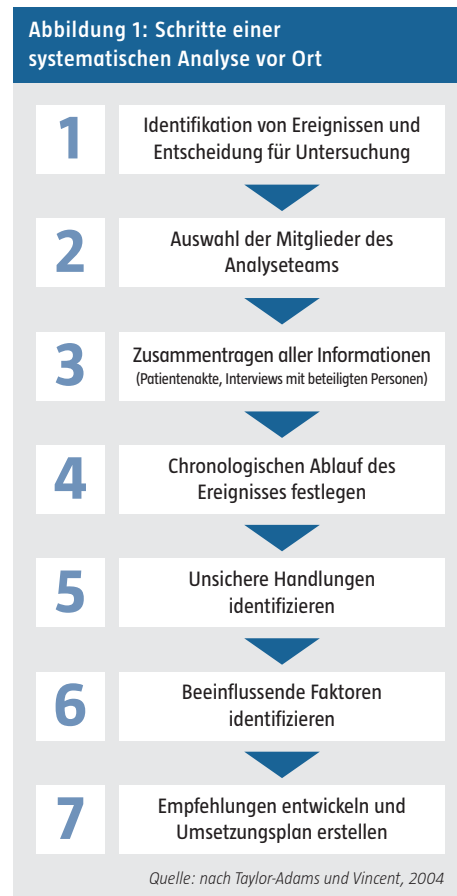 Abbildung 1: Schritte einer
systematischen Analyse vor Ort
1
Identifikation von Ereignissen und
Entscheidung für Untersuchung
2
Auswahl der Mitglieder des
Analyseteams
3
Zusammentragen aller Informationen
(Patientenakte, Interviews mit beteiligten Personen)
4
Chronologischen Ablauf des
Ereignisses festlegen
5
Unsichere Handlungen
identifizieren
6
Beeinflussende Faktoren
identifizieren
7
Empfehlungen entwickeln und
Umsetzungsplan erstellen
Quelle: nach Taylor-Adams und Vincent, 2004